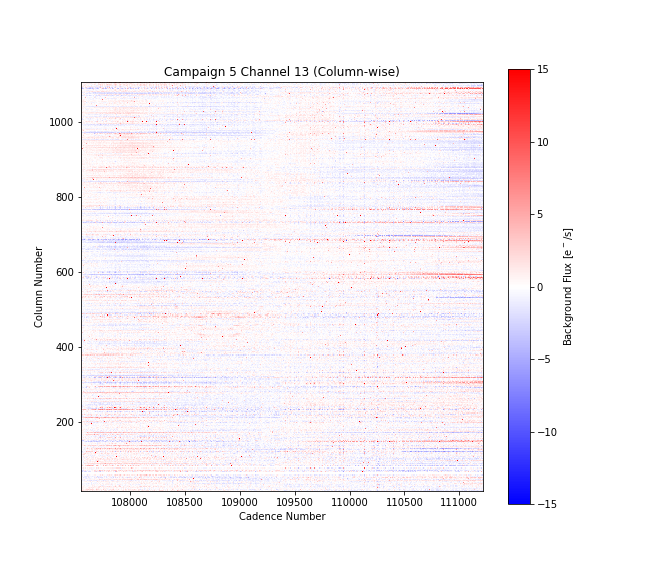 Campaign 5 Channel 13 (Column-wise)
Column Number
1000
800
600
400
200
108000 108500 109000 109500 110000 110500 111000
Cadence Number
15
10
5
0
−5
−10
−15
Background Flux [e⁻/s]